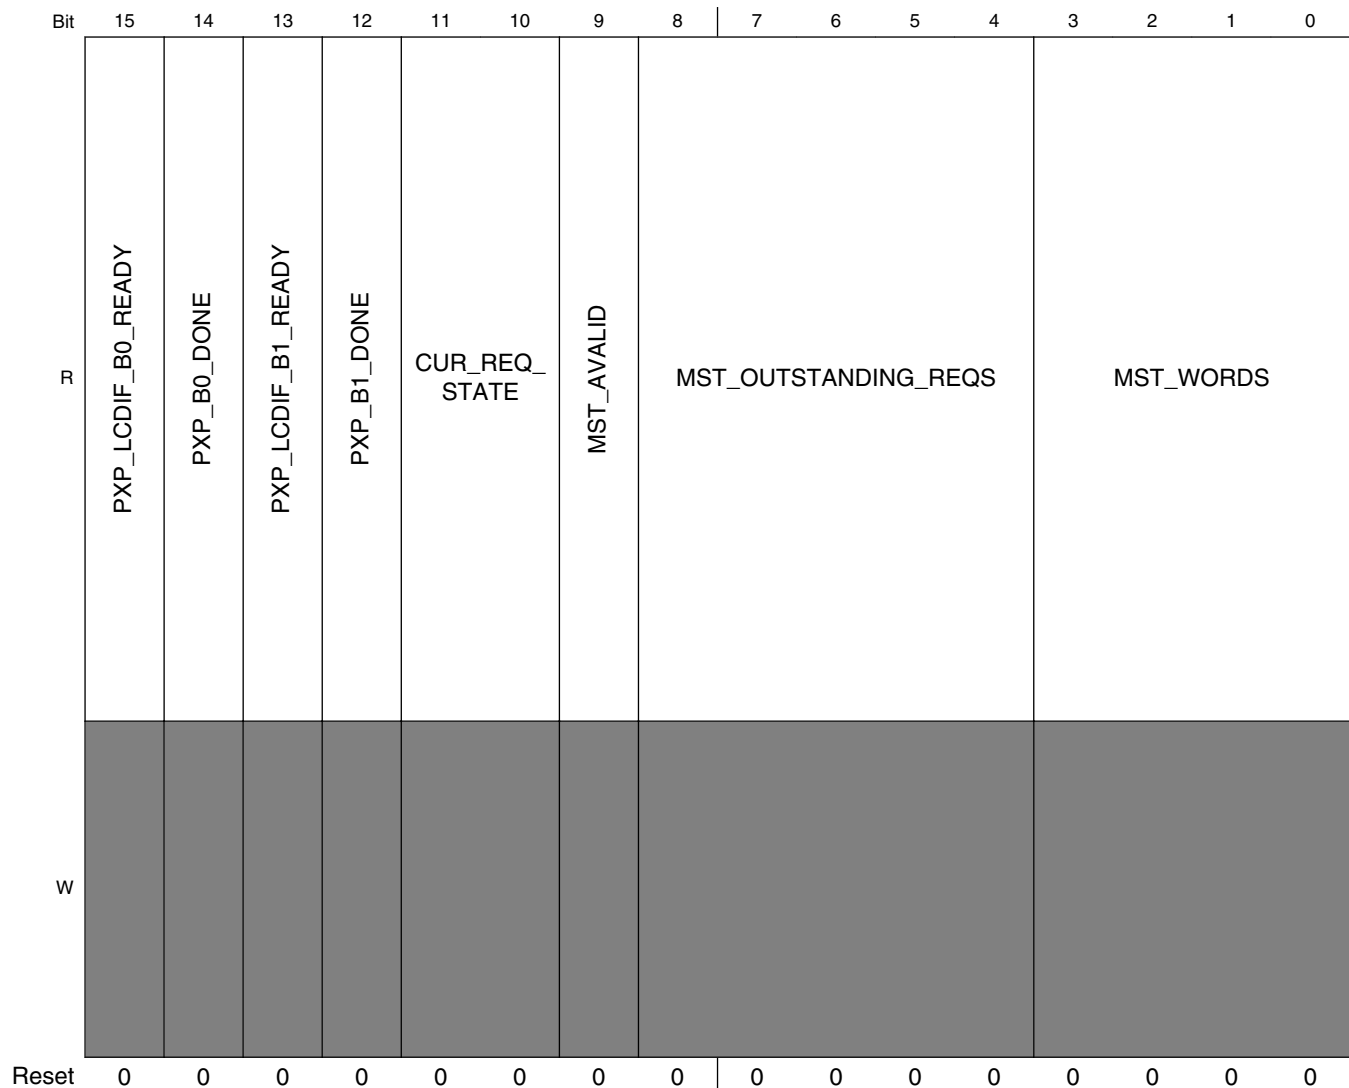 Bit 15 14 13 12 11 10 9 8 7 6 5 4 3 2 1 0
R
PXP_LCDIF_B0_READY
PXP_B0_DONE
PXP_LCDIF_B1_READY
PXP_B1_DONE
CUR_REQ_
STATE
MST_AVALID
MST_OUTSTANDING_REQS
MST_WORDS
W
Reset 0 0 0 0 0 0 0 0 0 0 0 0 0 0 0 0